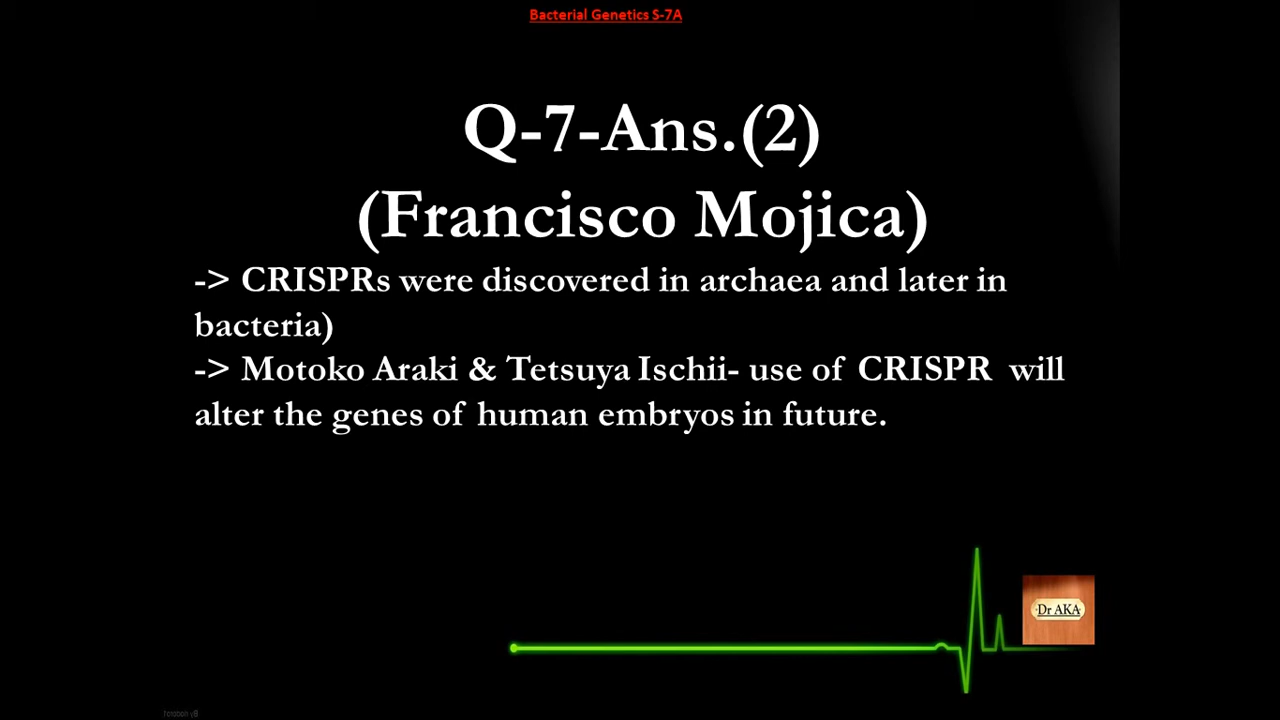 Bacterial Genetics S-7A
Q-7-Ans.(2)
(Francisco Mojica)
-> CRISPRs were discovered in archaea and later in
bacteria)
-> Motoko Araki & Tetsuya Ischii- use of CRISPR will
alter the genes of human embryos in future.
Dr AKA